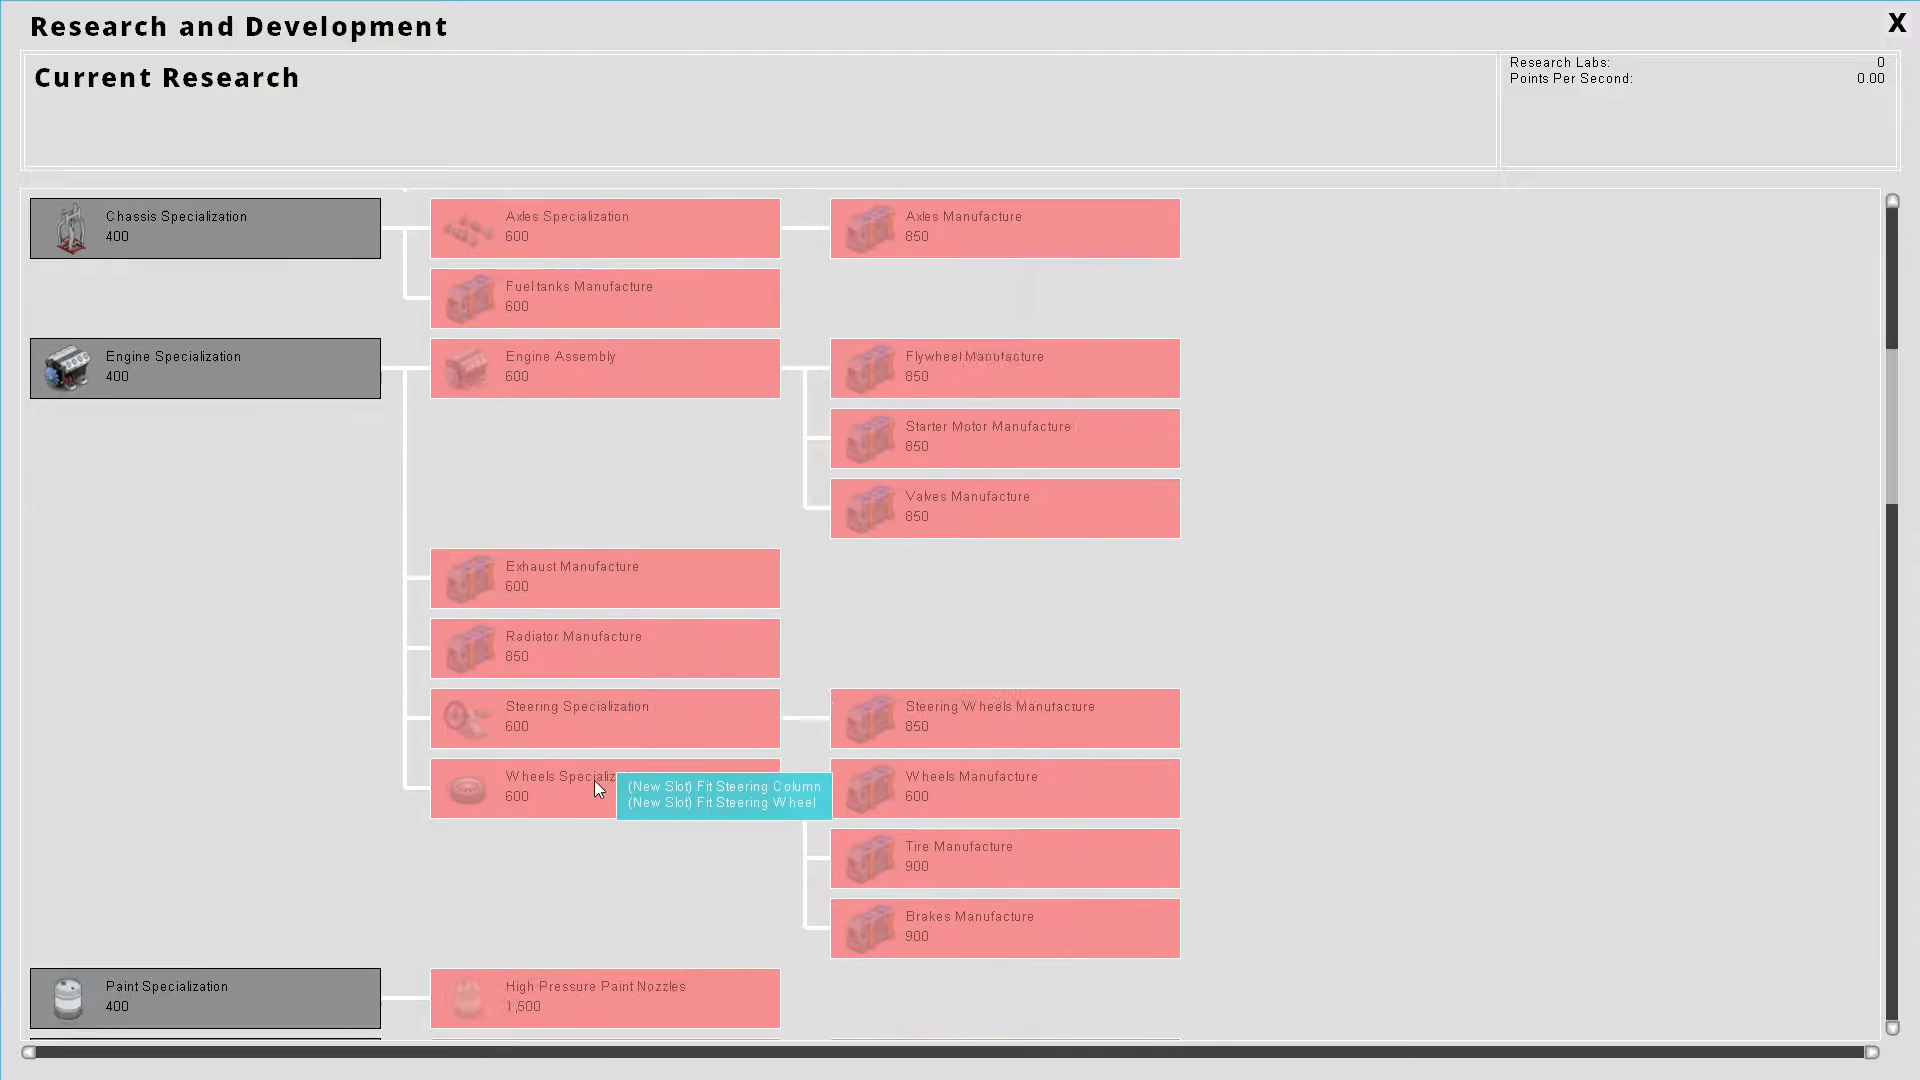 Research and Development
X
Current Research
Research Labs: 0
Points Per Second: 0.00
Chassis Specialization
400
Axles Specialization
600
Axles Manufacture
850
Fueltanks Manufacture
600
Engine Specialization
400
Engine Assembly
600
Flywheel Manufacture
850
Starter Motor Manufacture
850
Valves Manufacture
850
Exhaust Manufacture
600
Radiator Manufacture
850
Steering Specialization
600
Steering Wheels Manufacture
850
Wheels Specializ
600
(New Slot) Fit Steering Column
(New Slot) Fit Steering Wheel
Wheels Manufacture
600
Tire Manufacture
900
Brakes Manufacture
900
Paint Specialization
400
High Pressure Paint Nozzles
1,500